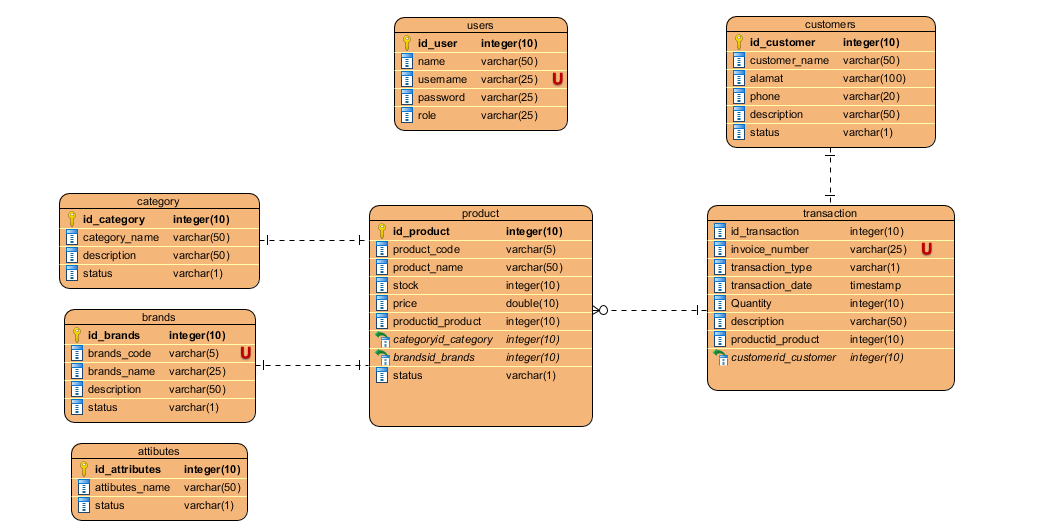 users
id_user integer(10)
name varchar(50)
username varchar(25) U
password varchar(25)
role varchar(25)
customers
id_customer integer(10)
customer_name varchar(50)
alamat varchar(100)
phone varchar(20)
description varchar(50)
status varchar(1)
category
id_category integer(10)
category_name varchar(50)
description varchar(50)
status varchar(1)
product
id_product integer(10)
product_code varchar(5)
product_name varchar(50)
stock integer(10)
price double(10)
productid_product integer(10)
categoryid_category integer(10)
brandsid_brands integer(10)
status varchar(1)
transaction
id_transaction integer(10)
invoice_number varchar(25) U
transaction_type varchar(1)
transaction_date timestamp
Quantity integer(10)
description varchar(50)
productid_product integer(10)
customerid_customer integer(10)
brands
id_brands integer(10)
brands_code varchar(5) U
brands_name varchar(25)
description varchar(50)
status varchar(1)
attibutes
id_attributes integer(10)
attibutes_name varchar(50)
status varchar(1)